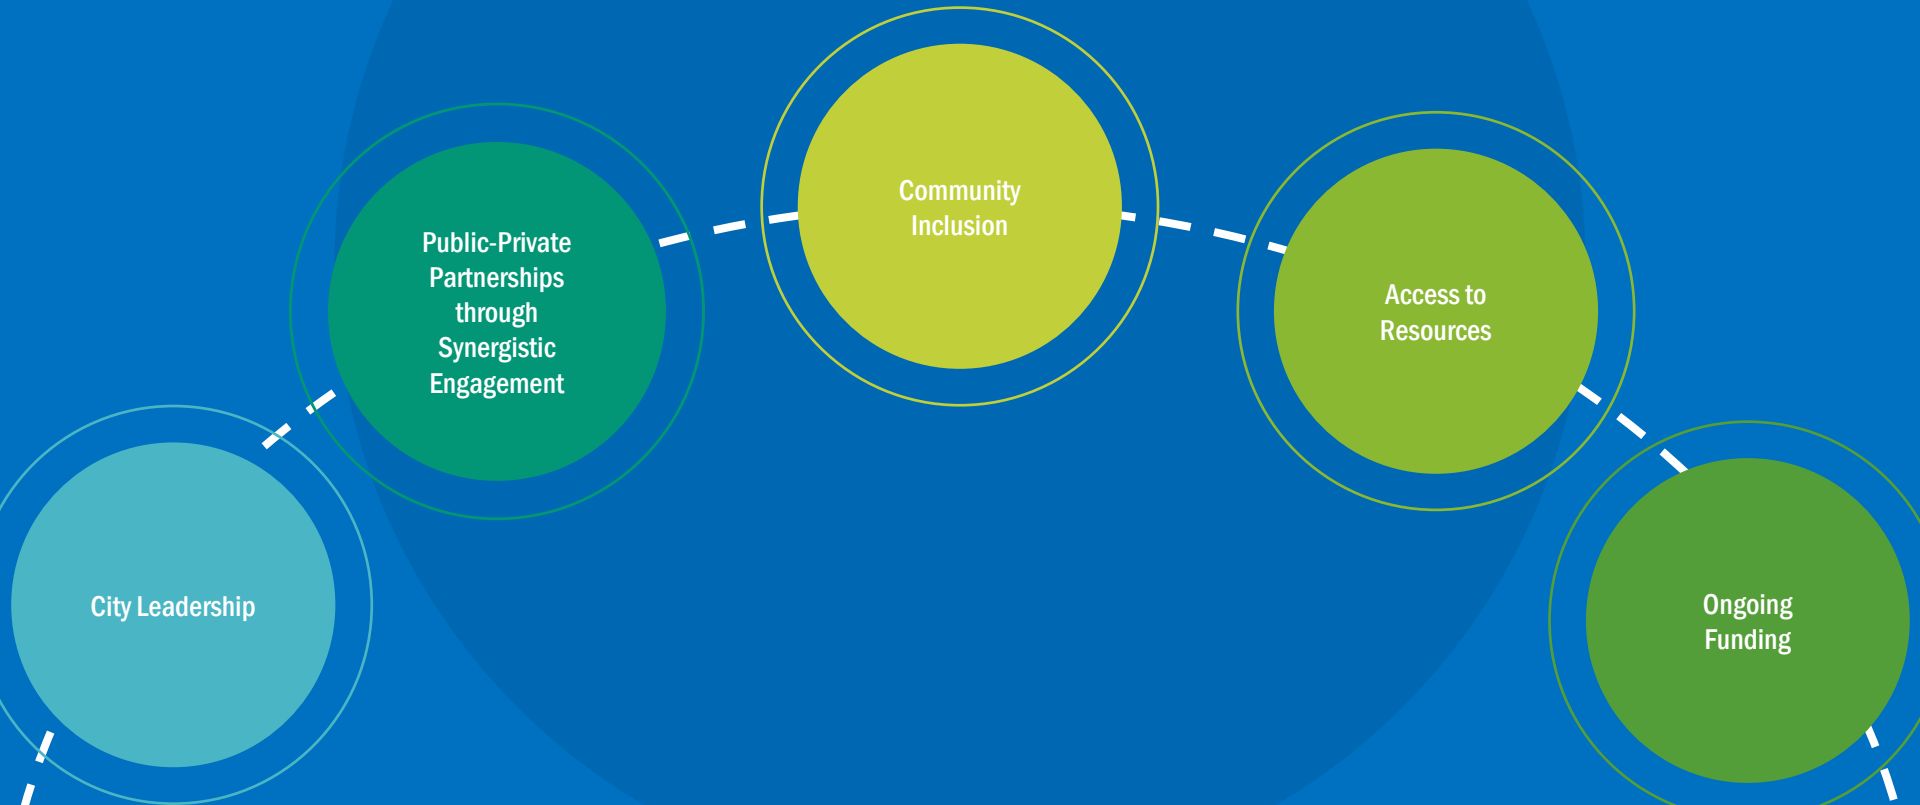 City Leadership
Public-Private
Partnerships
through
Synergistic
Engagement
Community
Inclusion
Access to
Resources
Ongoing
Funding